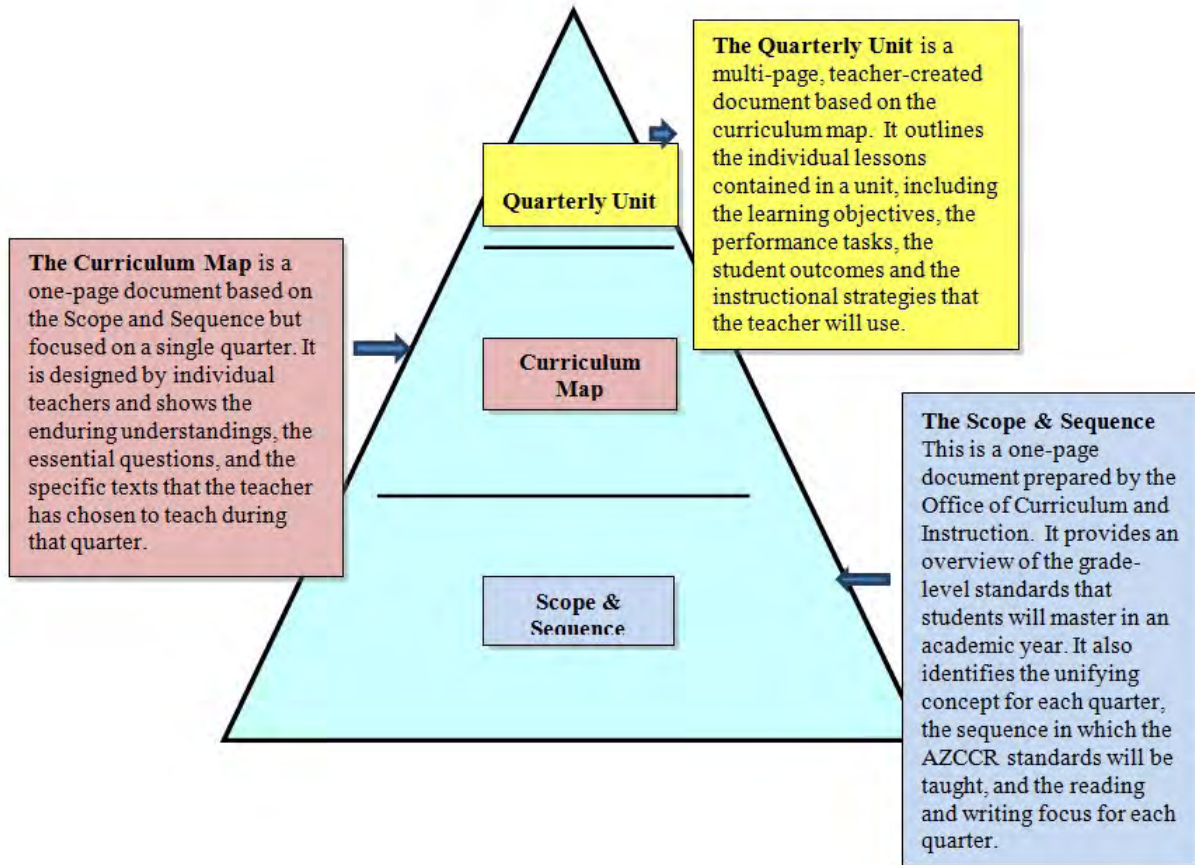 The Quarterly Unit is a
multi-page, teacher-created
document based on the
curriculum map. It outlines
the individual lessons
contained in a unit, including
the learning objectives, the
performance tasks, the
student outcomes and the
instructional strategies that
the teacher will use.
Quarterly Unit
The Curriculum Map is a
one-page document based on
the Scope and Sequence but
focused on a single quarter. It
is designed by individual
teachers and shows the
enduring understandings, the
essential questions, and the
specific texts that the teacher
has chosen to teach during
that quarter.
Curriculum
Map
The Scope & Sequence
This is a one-page
document prepared by the
Office of Curriculum and
Instruction. It provides an
overview of the grade-
level standards that
students will master in an
academic year. It also
identifies the unifying
concept for each quarter,
the sequence in which the
AZCCR standards will be
taught, and the reading
and writing focus for each
quarter.
Scope &
Sequence